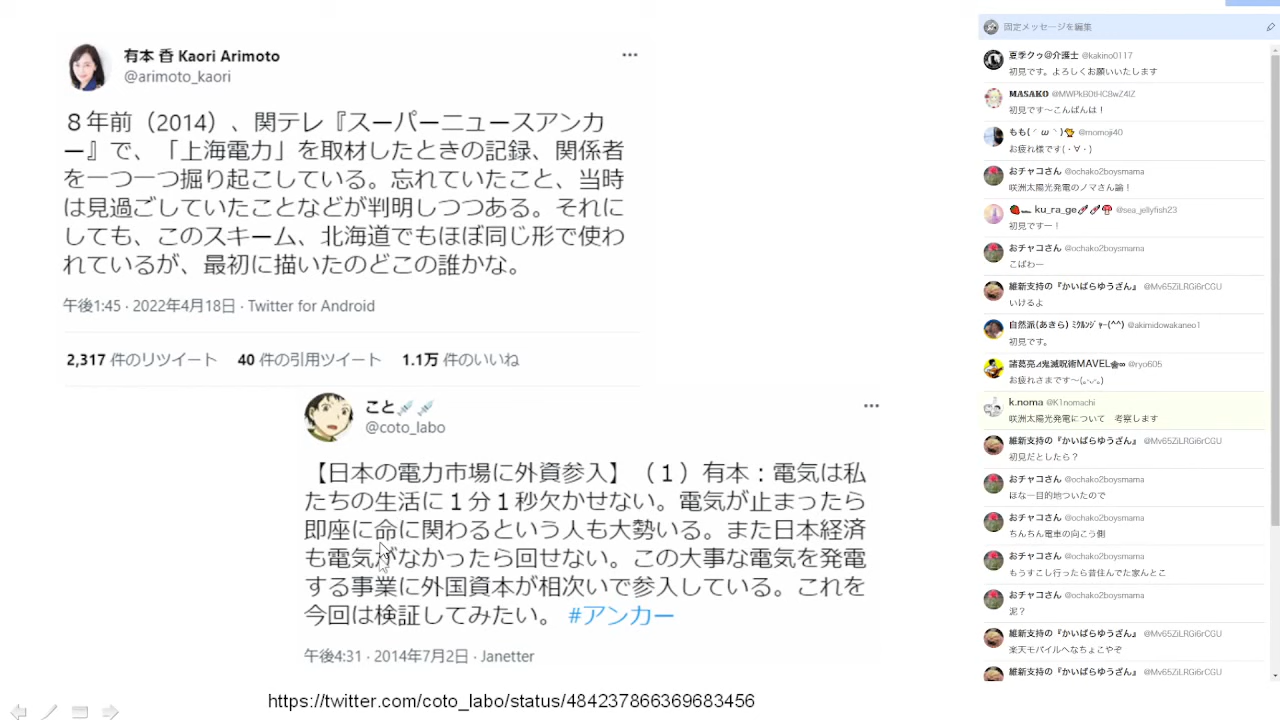 有本 香 Kaori Arimoto
@arimoto_kaori
８年前（2014）、関テレ『スーパーニュースアンカ
ー』で、「上海電力」を取材したときの記録、関係者
を一つ一つ掘り起こしている。忘れていたこと、当時
は見過ごしていたことなどが判明しつつある。それに
しても、このスキーム、北海道でもほぼ同じ形で使わ
れているが、最初に描いたのどこの誰かな。
午後1:45 · 2022年4月18日 · Twitter for Android
2,317 件のリツイート 40 件の引用ツイート 1.1万 件のいいね
こと💉💉
@coto_labo
【日本の電力市場に外資参入】（１）有本：電気は私
たちの生活に１分１秒欠かせない。電気が止まったら
即座に命に関わるという人も大勢いる。また日本経済
も電気がなかったら回せない。この大事な電気を発電
する事業に外国資本が相次いで参入している。これを
今回は検証してみたい。 #アンカー
午後4:31 · 2014年7月2日 · Janetter
https://twitter.com/coto_labo/status/484237866369683456
固定メッセージを編集
夏季クゥ@介護士 @kakino0117
初見です。よろしくお願いいたします
MASAKO @MWPkB0tHC8wZ4lZ
初見です～こんばんは！
@momoji40
お疲れ様です(・∀・)
おチャコさん @ochako2boysmama
咲洲太陽光発電のノマさん論！
ku_ra_ge @sea_jellyfish23
初見ですー！
おチャコさん @ochako2boysmama
こばわー
維新支持の『かいばらゆうざん』 @Mv65ZiLRGi6rCGU
いけるよ
自然派(あきら) ﾐｸﾙﾝｼﾞｬｰ(^^) @akimidowakaneo1
初見です。
@ryo605
お疲れさまです～(｡ᵕᴗᵕ｡)
k.noma @K1nomachi
咲洲太陽光発電について 考察します
維新支持の『かいばらゆうざん』 @Mv65ZiLRGi6rCGU
初見だとしたら？
おチャコさん @ochako2boysmama
ほな一目的地ついたので
おチャコさん @ochako2boysmama
ちんちん電車の向こう側
おチャコさん @ochako2boysmama
もうすこし行ったら昔住んでた家んとこ
おチャコさん @ochako2boysmama
泥？
維新支持の『かいばらゆうざん』 @Mv65ZiLRGi6rCGU
楽天モバイルへなちょこやぞ
維新支持の『かいばらゆうざん』 @Mv65ZiLRGi6rCGU